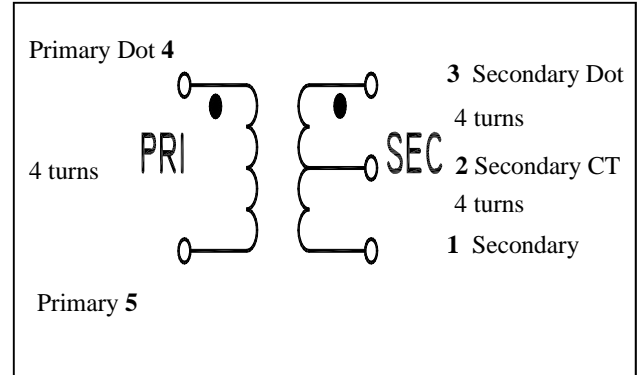 Primary Dot 4
3 Secondary Dot
4 turns
PRI
SEC
2 Secondary CT
4 turns
4 turns
1 Secondary
Primary 5